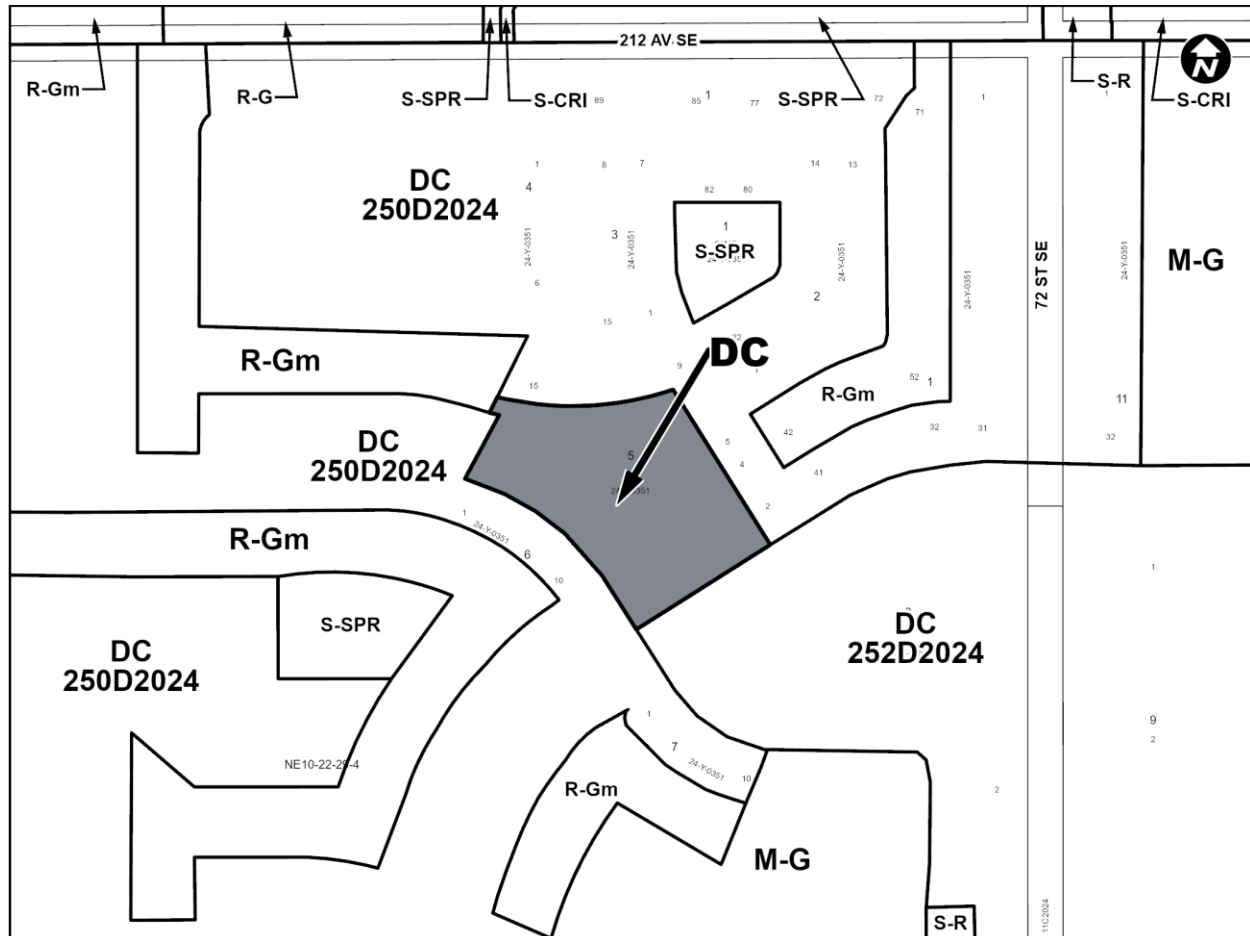 212 AV SE
R-Gm
R-G
S-SPR
S-CRI
S-SPR
S-R
S-CRI
N
89
85
1
77
72
71
1
1
DC
250D2024
1
4
8
7
14
13
82
80
3
1
S-SPR
24-Y-0351
24-Y-0351
24-Y-0351
24-Y-0351
24-Y-0351
72 ST SE
M-G
6
2
15
1
9
DC
R-Gm
15
R-Gm
52
1
11
42
32
31
32
5
4
41
2
DC
250D2024
5
24-Y-0351
1
24-Y-0351
6
10
R-Gm
S-SPR
1
DC
250D2024
DC
252D2024
NE10-22-29-4
1
7
24-Y-0351
10
R-Gm
M-G
9
2
2
S-R
11C2024